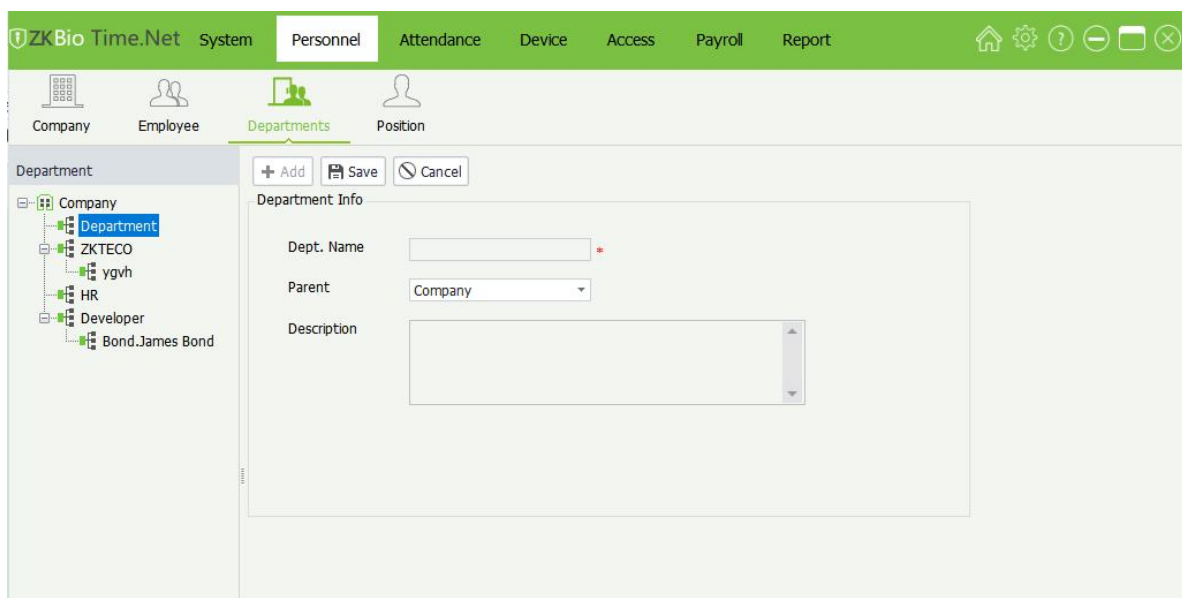 ZKBio Time.Net System Personnel Attendance Device Access Payroll Report
Company Employee Departments Position
Department
+ Add Save Cancel
Company
Department
ZKTECO
ygvh
HR
Developer
Bond.James Bond
Department Info
Dept. Name *
Parent Company
Description